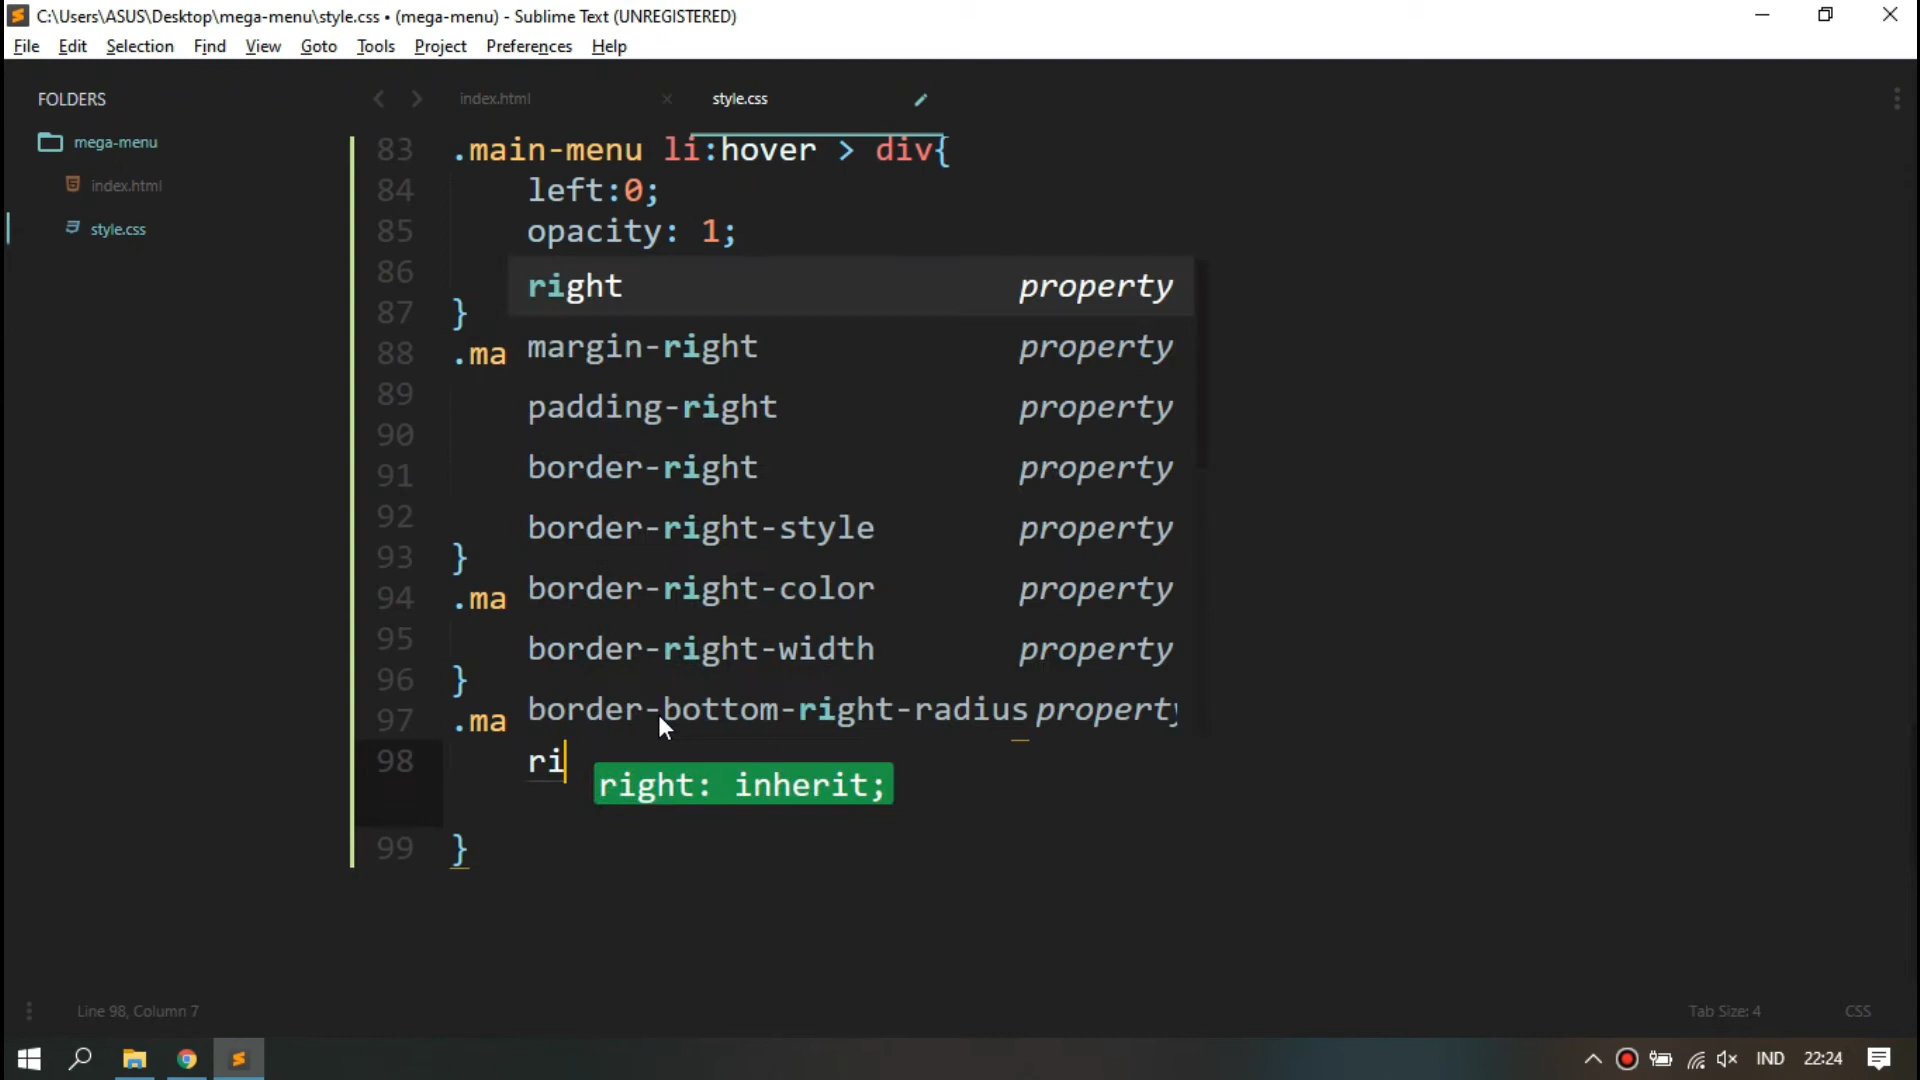 C:\Users\ASUS\Desktop\mega-menu\style.css • (mega-menu) - Sublime Text (UNREGISTERED)
File Edit Selection Find View Goto Tools Project Preferences Help
FOLDERS
mega-menu
index.html
style.css
index.html
style.css
83 .main-menu li:hover > div{
84 left:0;
85 opacity: 1;
86
87 }
88 .ma
89
90
91
92
93 }
94 .ma
95
96 }
97 .ma
98 ri
99 }
right property
margin-right property
padding-right property
border-right property
border-right-style property
border-right-color property
border-right-width property
border-bottom-right-radius property
right: inherit;
Line 98, Column 7
Tab Size: 4
CSS
IND
22:24